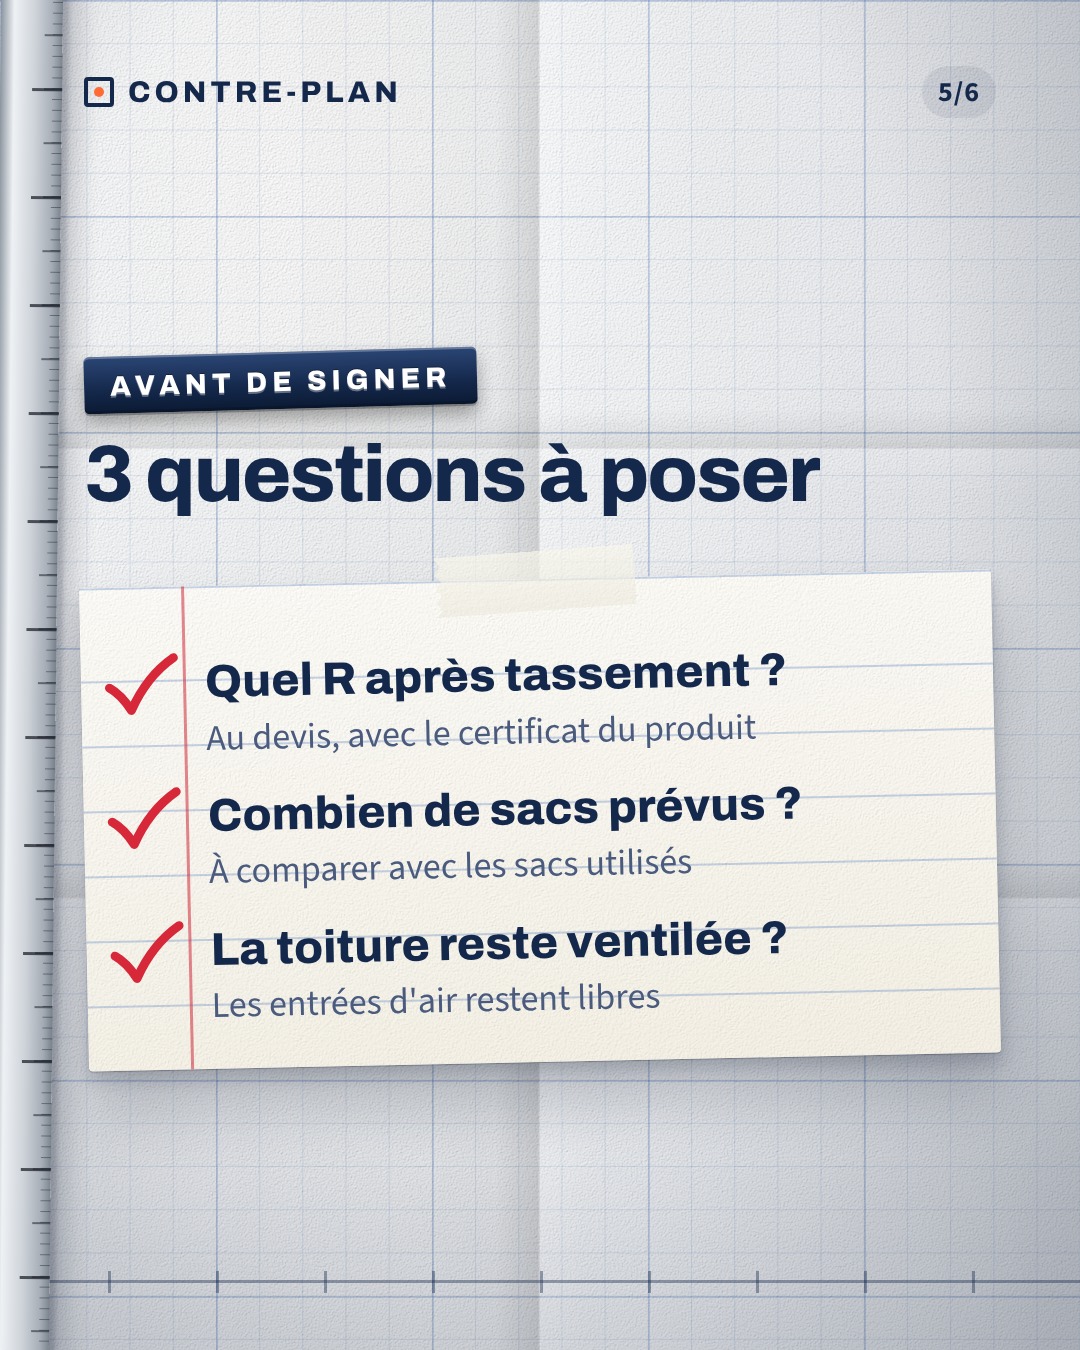 CONTRE-PLAN
5/6
AVANT DE SIGNER
3 questions à poser
Quel R après tassement ?
Au devis, avec le certificat du produit
Combien de sacs prévus ?
À comparer avec les sacs utilisés
La toiture reste ventilée ?
Les entrées d'air restent libres